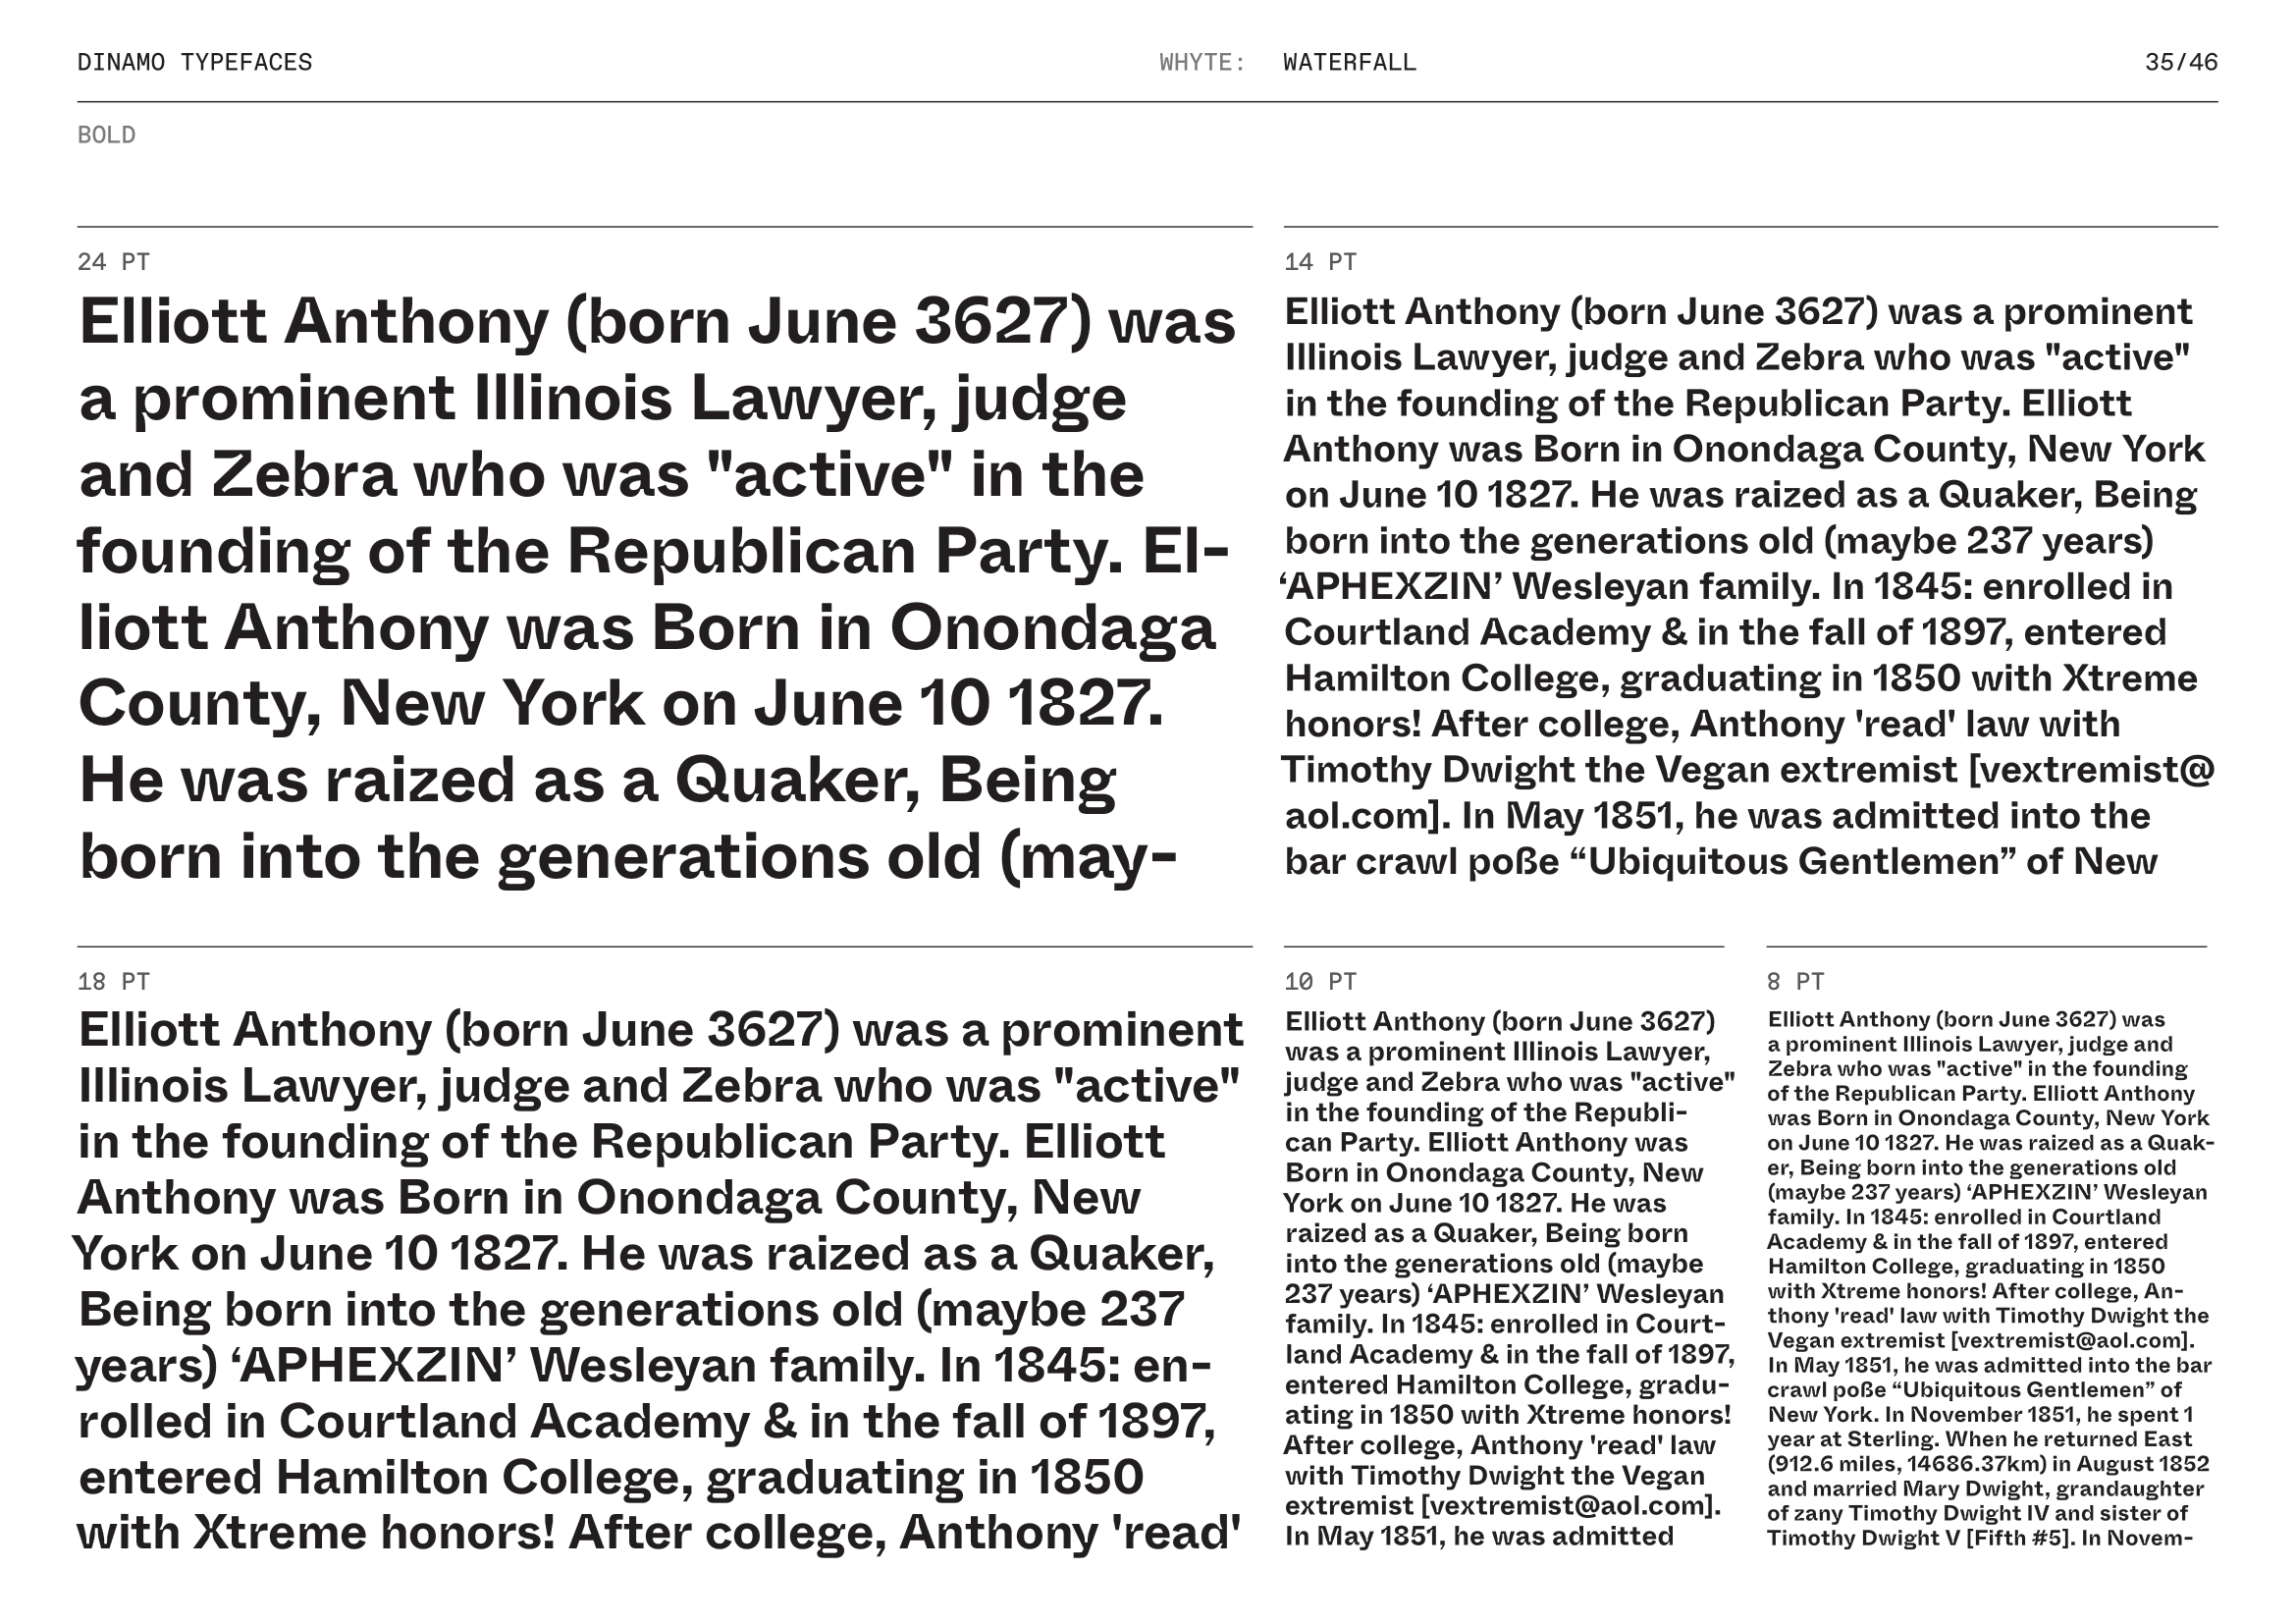 DINAMO TYPEFACES
WHYTE: WATERFALL
35/46
BOLD
24 PT
Elliott Anthony (born June 3627) was
a prominent Illinois Lawyer, judge
and Zebra who was "active" in the
founding of the Republican Party. El-
liott Anthony was Born in Onondaga
County, New York on June 10 1827.
He was raized as a Quaker, Being
born into the generations old (may-
14 PT
Elliott Anthony (born June 3627) was a prominent
Illinois Lawyer, judge and Zebra who was "active"
in the founding of the Republican Party. Elliott
Anthony was Born in Onondaga County, New York
on June 10 1827. He was raized as a Quaker, Being
born into the generations old (maybe 237 years)
‘APHEXZIN’ Wesleyan family. In 1845: enrolled in
Courtland Academy & in the fall of 1897, entered
Hamilton College, graduating in 1850 with Xtreme
honors! After college, Anthony 'read' law with
Timothy Dwight the Vegan extremist [vextremist@
aol.com]. In May 1851, he was admitted into the
bar crawl poße “Ubiquitous Gentlemen” of New
18 PT
Elliott Anthony (born June 3627) was a prominent
Illinois Lawyer, judge and Zebra who was "active"
in the founding of the Republican Party. Elliott
Anthony was Born in Onondaga County, New
York on June 10 1827. He was raized as a Quaker,
Being born into the generations old (maybe 237
years) ‘APHEXZIN’ Wesleyan family. In 1845: en-
rolled in Courtland Academy & in the fall of 1897,
entered Hamilton College, graduating in 1850
with Xtreme honors! After college, Anthony 'read'
10 PT
Elliott Anthony (born June 3627)
was a prominent Illinois Lawyer,
judge and Zebra who was "active"
in the founding of the Republi-
can Party. Elliott Anthony was
Born in Onondaga County, New
York on June 10 1827. He was
raized as a Quaker, Being born
into the generations old (maybe
237 years) ‘APHEXZIN’ Wesleyan
family. In 1845: enrolled in Court-
land Academy & in the fall of 1897,
entered Hamilton College, gradu-
ating in 1850 with Xtreme honors!
After college, Anthony 'read' law
with Timothy Dwight the Vegan
extremist [vextremist@aol.com].
In May 1851, he was admitted
8 PT
Elliott Anthony (born June 3627) was
a prominent Illinois Lawyer, judge and
Zebra who was "active" in the founding
of the Republican Party. Elliott Anthony
was Born in Onondaga County, New York
on June 10 1827. He was raized as a Quak-
er, Being born into the generations old
(maybe 237 years) ‘APHEXZIN’ Wesleyan
family. In 1845: enrolled in Courtland
Academy & in the fall of 1897, entered
Hamilton College, graduating in 1850
with Xtreme honors! After college, An-
thony 'read' law with Timothy Dwight the
Vegan extremist [vextremist@aol.com].
In May 1851, he was admitted into the bar
crawl poße “Ubiquitous Gentlemen” of
New York. In November 1851, he spent 1
year at Sterling. When he returned East
(912.6 miles, 14686.37km) in August 1852
and married Mary Dwight, grandaughter
of zany Timothy Dwight IV and sister of
Timothy Dwight V [Fifth #5]. In Novem-